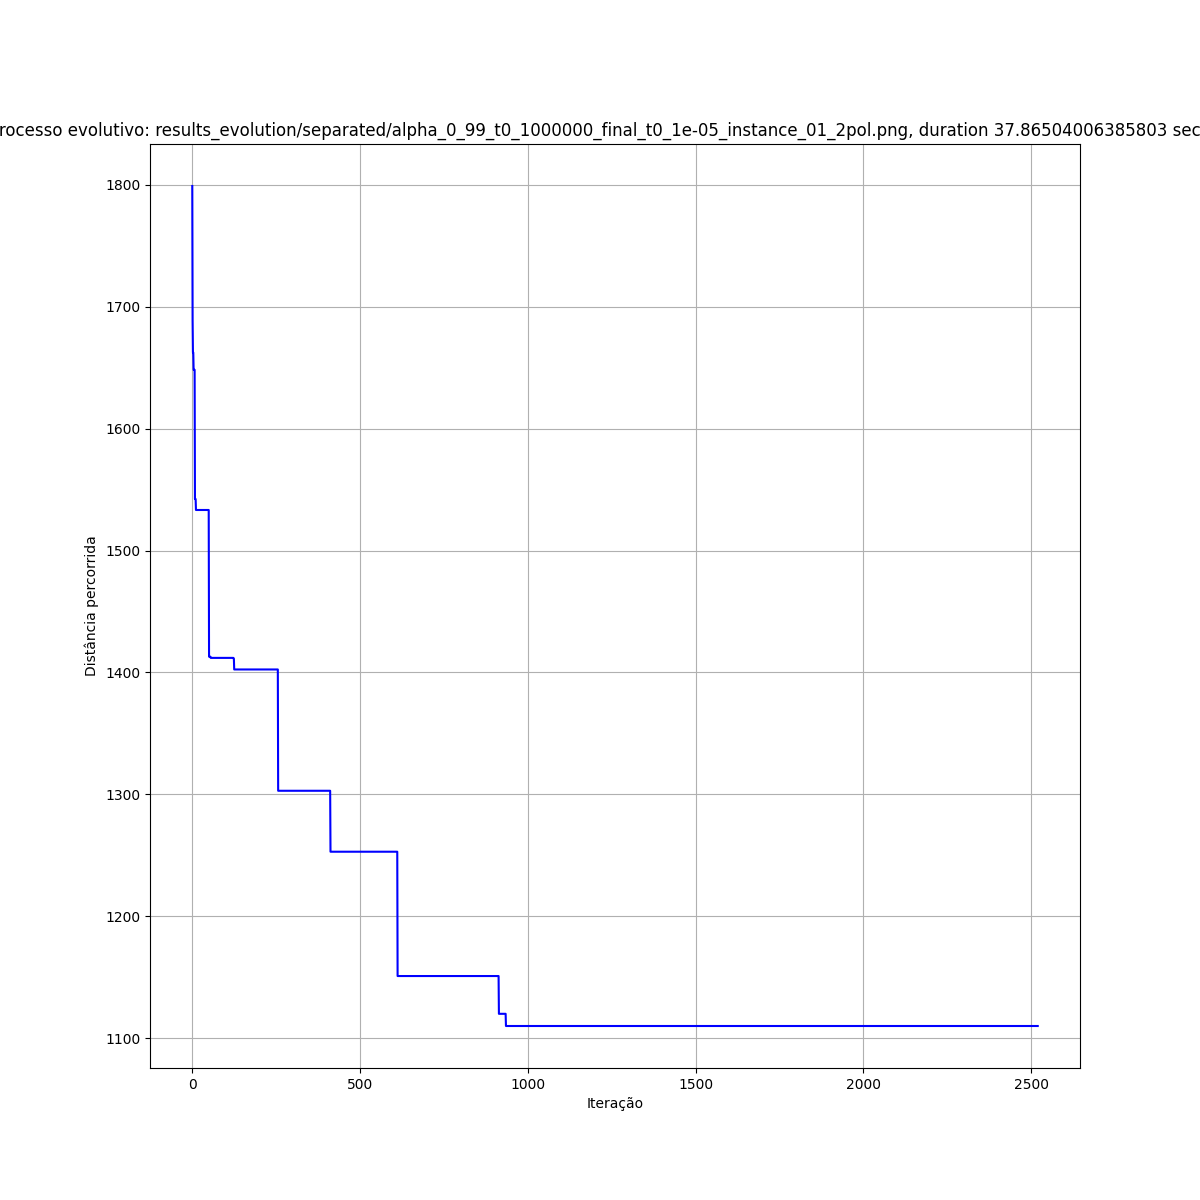 rocesso evolutivo: results_evolution/separated/alpha_0_99_t0_1000000_final_t0_1e-05_instance_01_2pol.png, duration 37.86504006385803 sec
1800
1700
1600
1500
1400
1300
1200
1100
Distância percorrida
0 500 1000 1500 2000 2500
Iteração